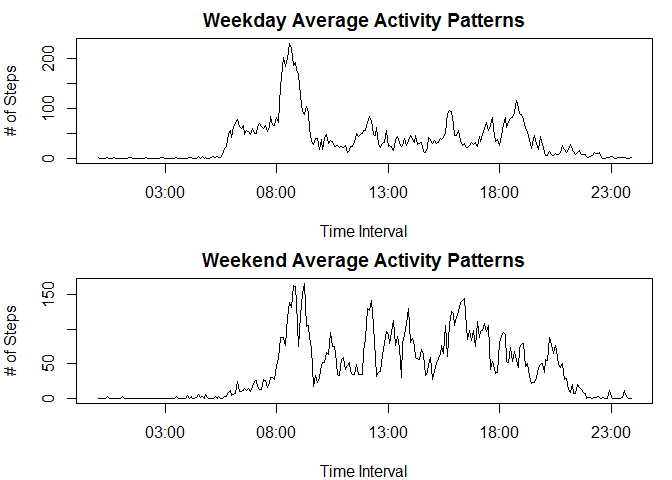 Weekday Average Activity Patterns
# of Steps
0
100
200
03:00 08:00 13:00 18:00 23:00
Time Interval
Weekend Average Activity Patterns
# of Steps
0
50
150
03:00 08:00 13:00 18:00 23:00
Time Interval